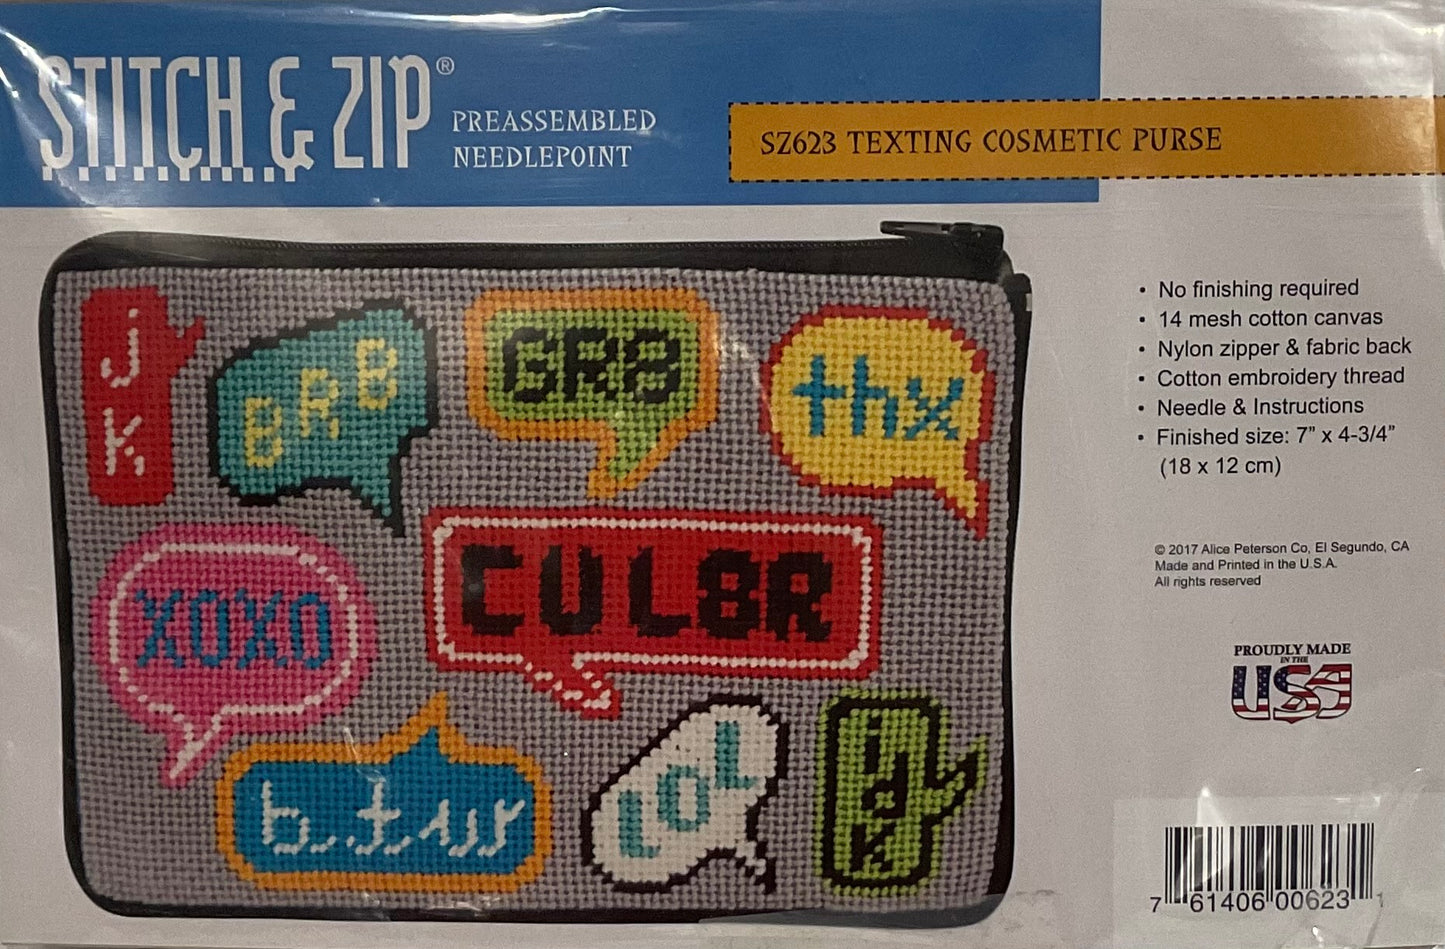 STITCH & ZIP®
PREASSEMBLED
NEEDLEPOINT
SZ623 TEXTING COSMETIC PURSE
j
K
BRB
GR8
thx
XOXO
CUL8R
LOL
idk
• No finishing required
• 14 mesh cotton canvas
• Nylon zipper & fabric back
• Cotton embroidery thread
• Needle & Instructions
• Finished size: 7” x 4-3/4”
(18 x 12 cm)
© 2017 Alice Peterson Co, El Segundo, CA
Made and Printed in the U.S.A.
All rights reserved
PROUDLY MADE
IN THE
USA
7 61406 00623 1